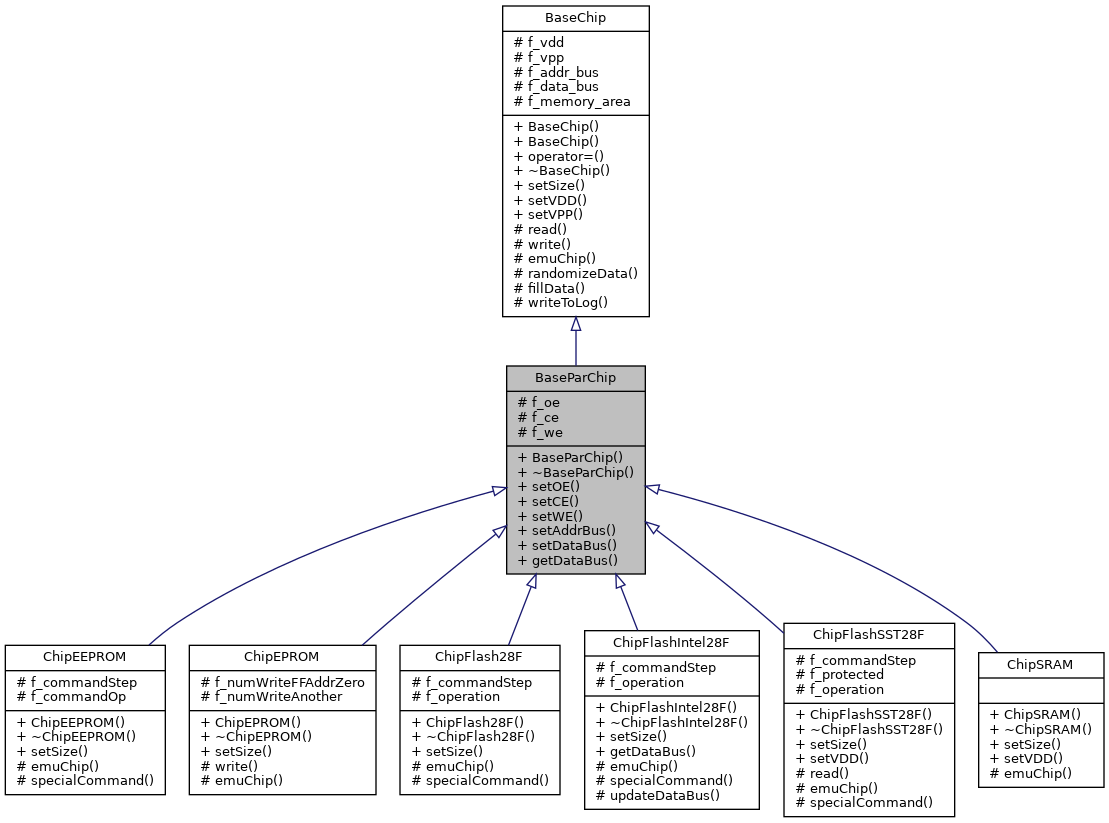 BaseChip
# f_vdd
# f_vpp
# f_addr_bus
# f_data_bus
# f_memory_area
+ BaseChip()
+ BaseChip()
+ operator=()
+ ~BaseChip()
+ setSize()
+ setVDD()
+ setVPP()
# read()
# write()
# emuChip()
# randomizeData()
# fillData()
# writeToLog()
BaseParChip
# f_oe
# f_ce
# f_we
+ BaseParChip()
+ ~BaseParChip()
+ setOE()
+ setCE()
+ setWE()
+ setAddrBus()
+ setDataBus()
+ getDataBus()
ChipEEPROM
# f_commandStep
# f_commandOp
+ ChipEEPROM()
+ ~ChipEEPROM()
+ setSize()
# emuChip()
# specialCommand()
ChipEPROM
# f_numWriteFFAddrZero
# f_numWriteAnother
+ ChipEPROM()
+ ~ChipEPROM()
+ setSize()
# write()
# emuChip()
ChipFlash28F
# f_commandStep
# f_operation
+ ChipFlash28F()
+ ~ChipFlash28F()
+ setSize()
# emuChip()
# specialCommand()
ChipFlashIntel28F
# f_commandStep
# f_operation
+ ChipFlashIntel28F()
+ ~ChipFlashIntel28F()
+ setSize()
+ getDataBus()
# emuChip()
# specialCommand()
# updateDataBus()
ChipFlashSST28F
# f_commandStep
# f_protected
# f_operation
+ ChipFlashSST28F()
+ ~ChipFlashSST28F()
+ setSize()
+ setVDD()
# read()
# emuChip()
# specialCommand()
ChipSRAM
+ ChipSRAM()
+ ~ChipSRAM()
+ setSize()
+ setVDD()
# emuChip()